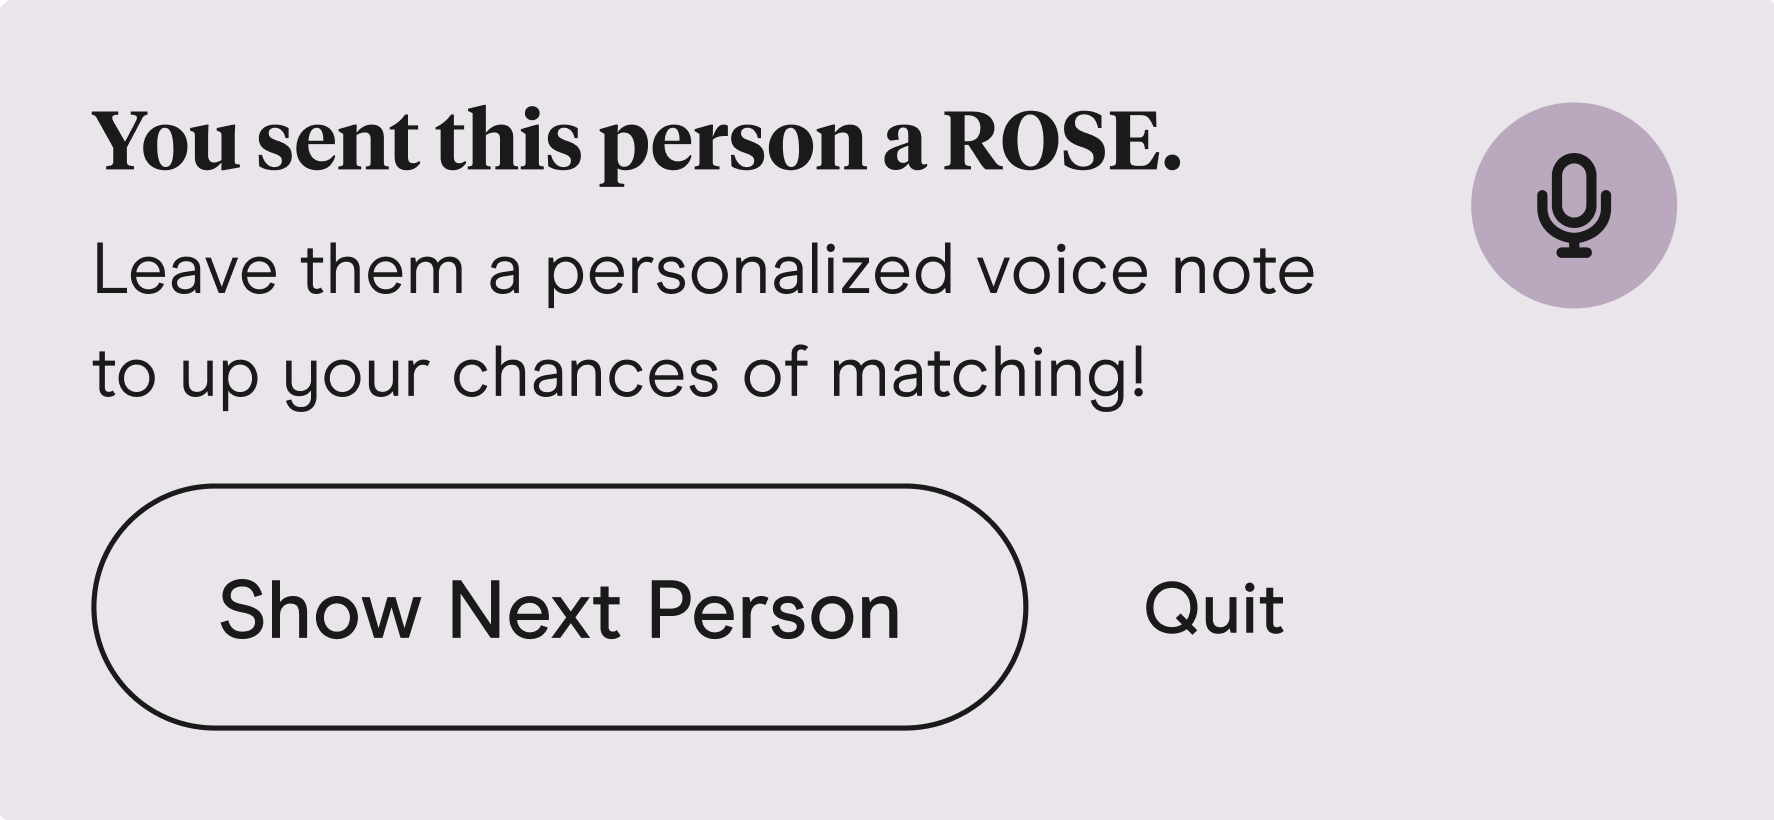 You sent this person a ROSE.
Leave them a personalized voice note
to up your chances of matching!
Show Next Person
Quit